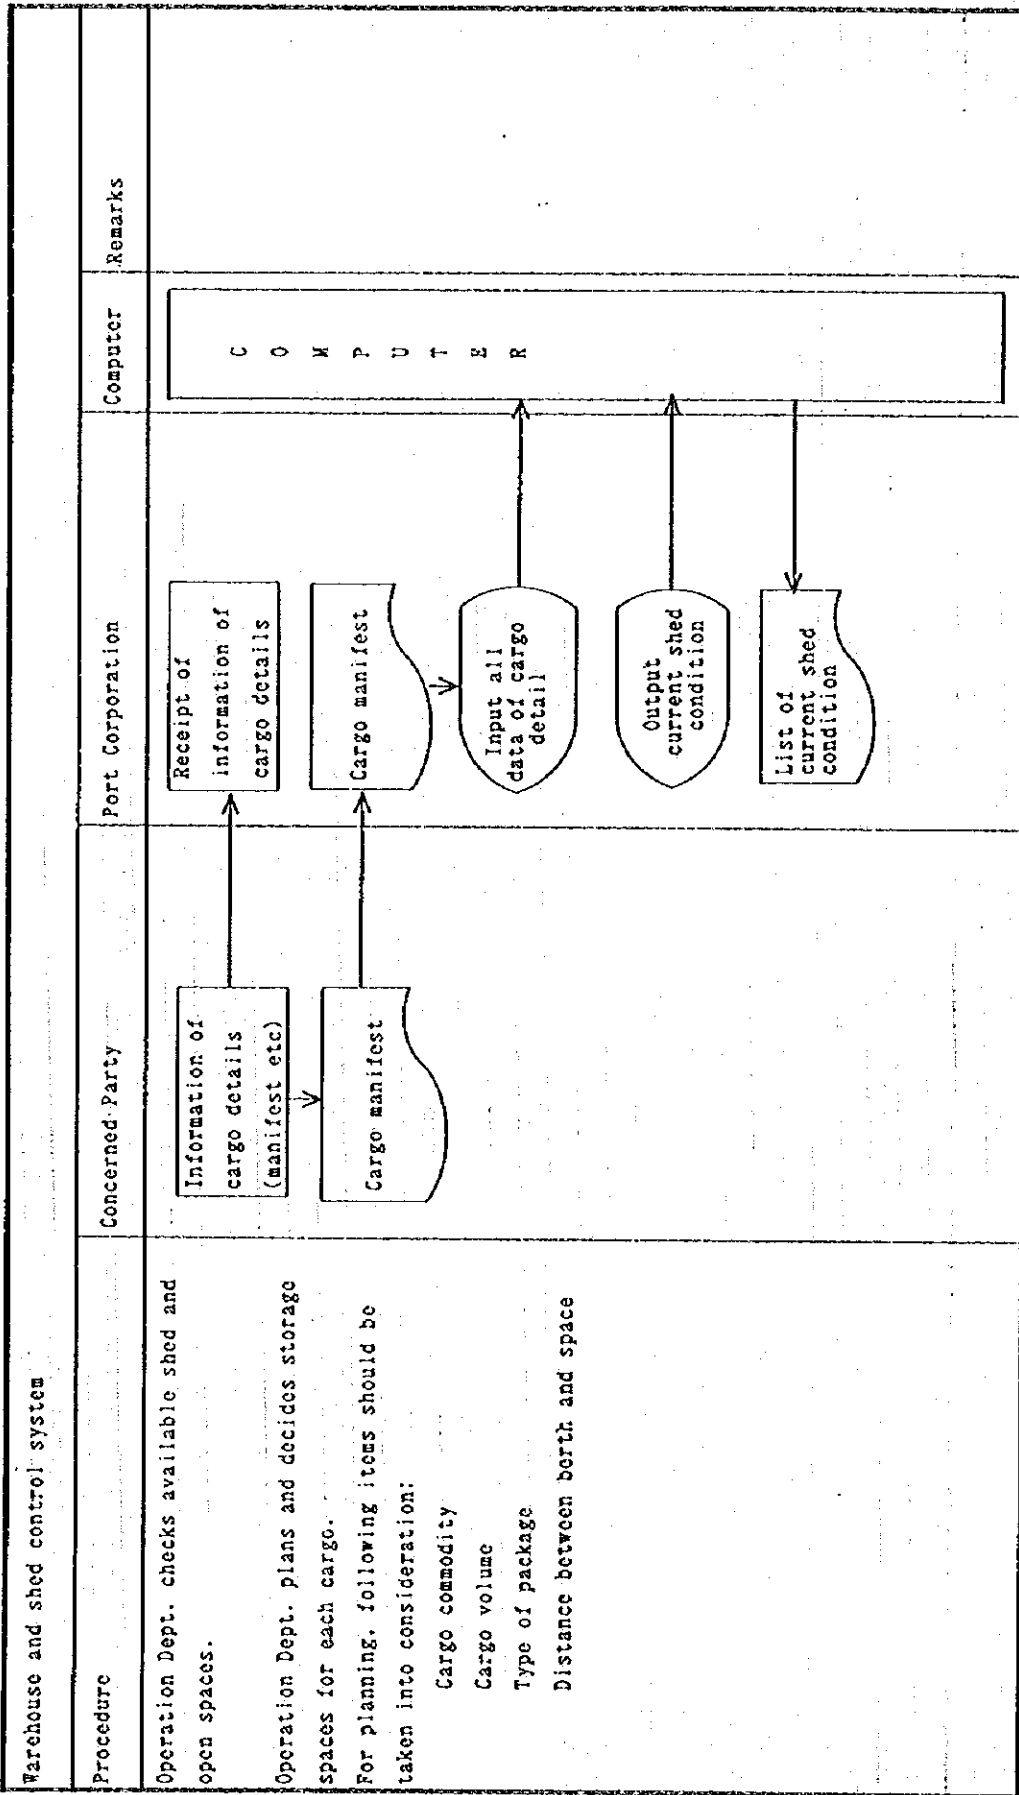 Warehouse and shed control system
Procedure
Concerned Party
Port Corporation
Computer
Remarks
Operation Dept. checks available shed and
open spaces.
Operation Dept. plans and decides storage
spaces for each cargo.
For planning, following items should be
taken into consideration:
Cargo commodity
Cargo volume
Type of package
Distance between berth and space
Information of
cargo details
(manifest etc)
Cargo manifest
Receipt of
information of
cargo details
Cargo manifest
Input all
data of cargo
detail
Output
current shed
condition
List of
current shed
condition
C O M P U T E R